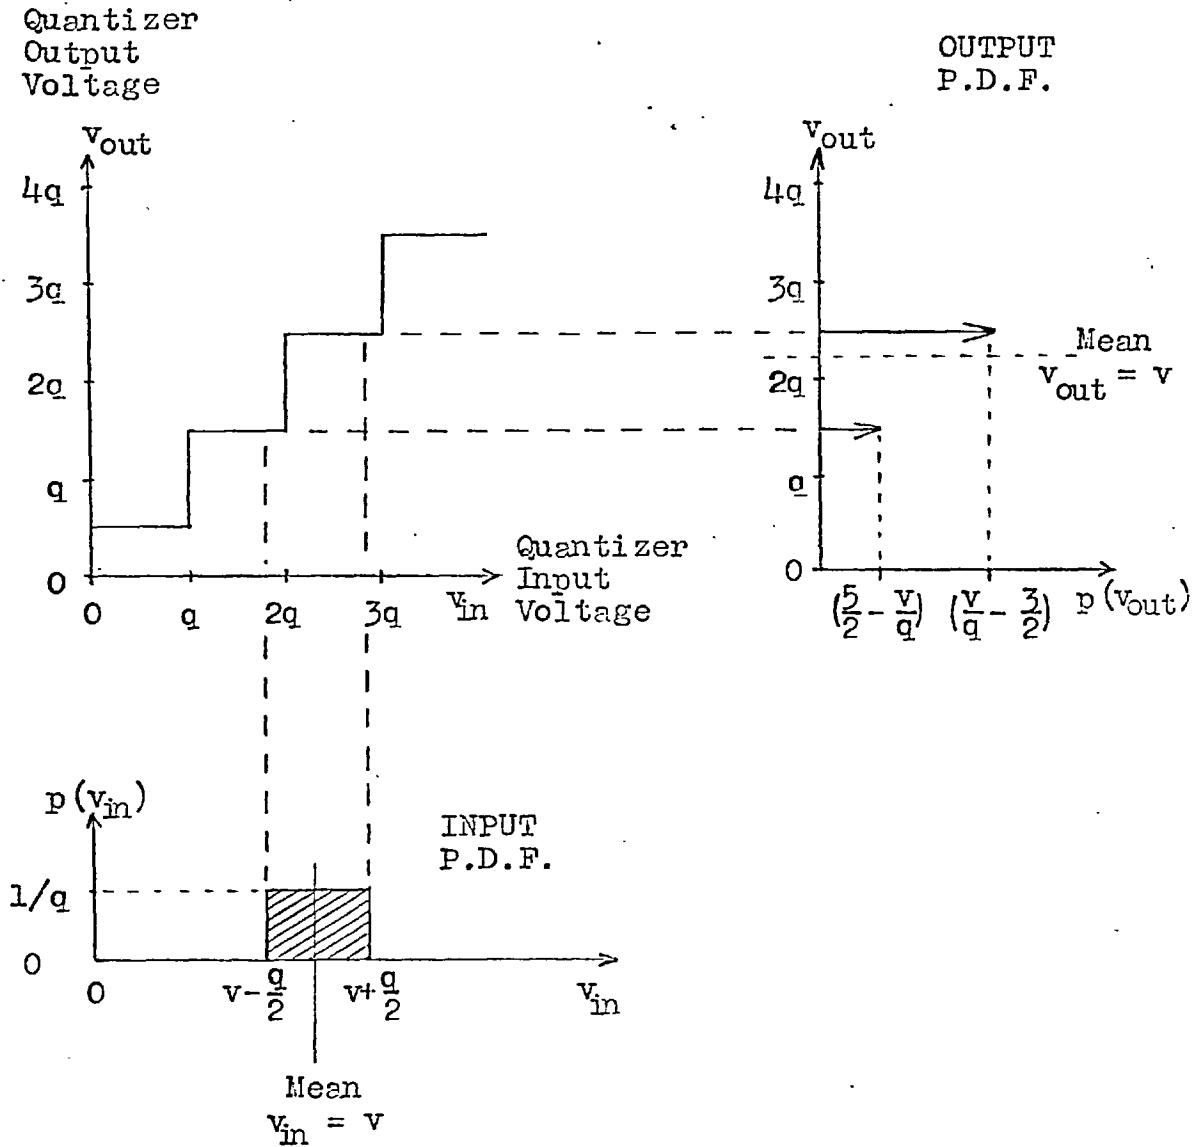 Quantizer
Output
Voltage
v_out
4q
3q
2q
q
0
0 q 2q 3q v_in
Quantizer
Input
Voltage
OUTPUT
P.D.F.
v_out
4q
3q
2q
q
0
Mean
v_out = v
(5/2 - v/q) (v/q - 3/2) p(v_out)
p(v_in)
INPUT
P.D.F.
1/q
0
0 v-q/2 v+q/2 v_in
Mean
v_in = v